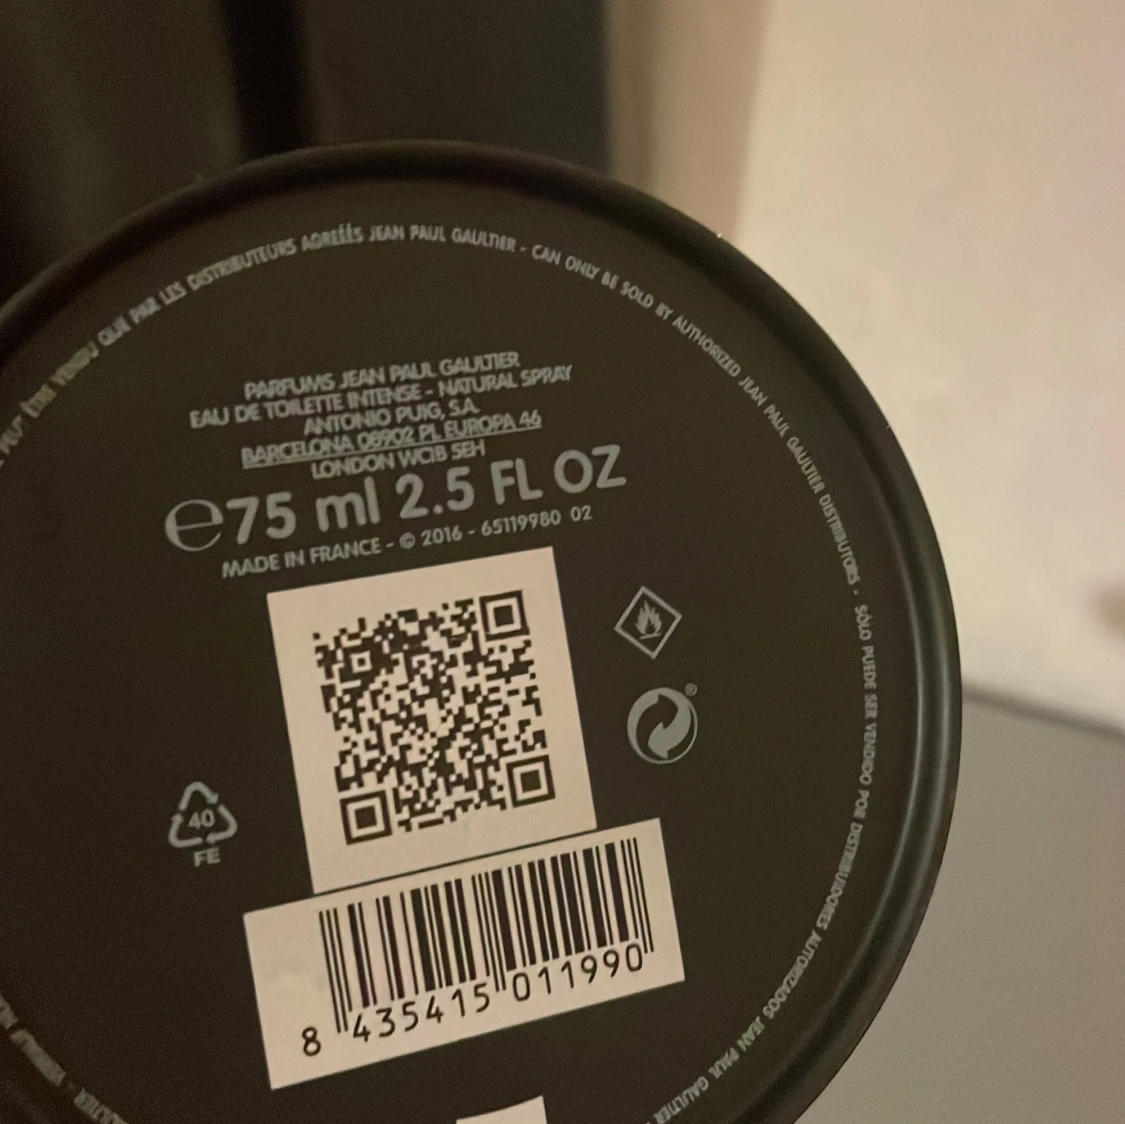 VENDU QUE PAR LES DISTRIBUTEURS AGRÉÉS JEAN PAUL GAULTIER - CAN ONLY BE SOLD BY AUTHORIZED JEAN PAUL GAULTIER DISTRIBUTORS - SÓLO PUEDE SER VENDIDO POR DISTRIBUIDORES AUTORIZADOS JEAN PAUL GAULTIER
PARFUMS JEAN PAUL GAULTIER
EAU DE TOILETTE INTENSE - NATURAL SPRAY
ANTONIO PUIG, S.A.
BARCELONA 08902 PL EUROPA 46
LONDON WC1B 5EH
℮75 ml 2.5 FL OZ
MADE IN FRANCE - © 2016 - 65119980 02
®
40
FE
8 435415 011990